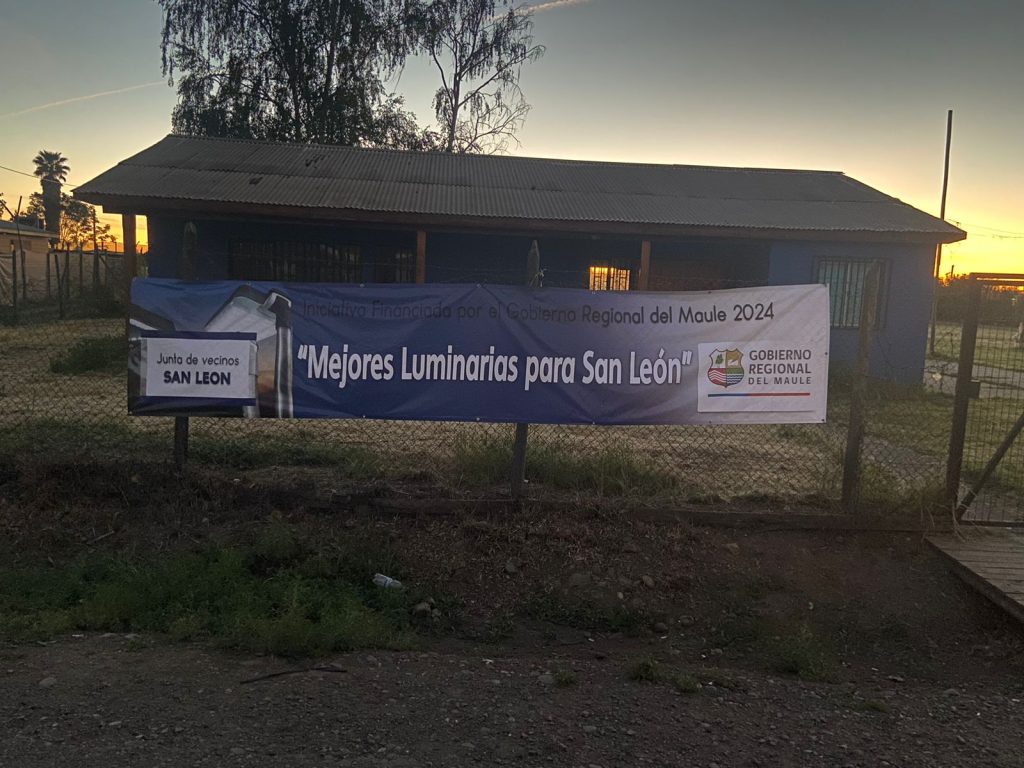 Iniciativa Financiada por el Gobierno Regional del Maule 2024
Junta de vecinos
SAN LEON
"Mejores Luminarias para San León"
GOBIERNO
REGIONAL
DEL MAULE